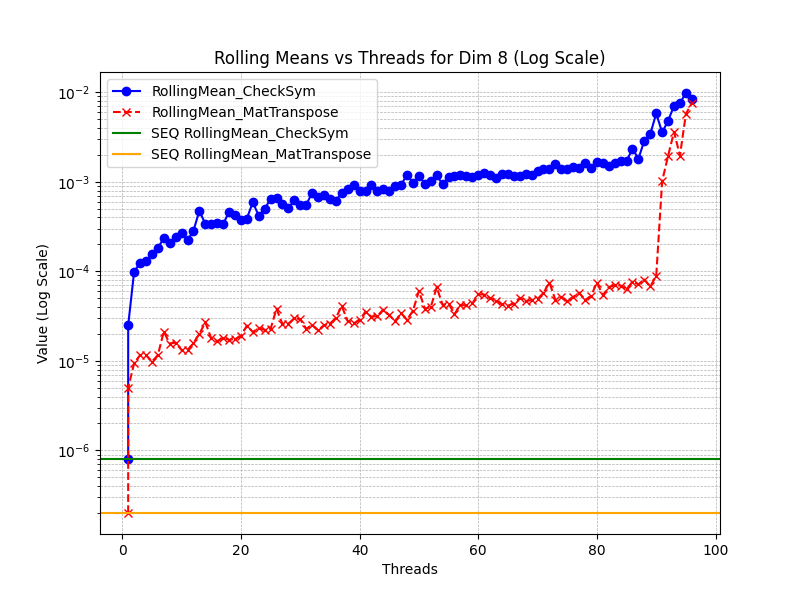 Rolling Means vs Threads for Dim 8 (Log Scale)
RollingMean_CheckSym
RollingMean_MatTranspose
SEQ RollingMean_CheckSym
SEQ RollingMean_MatTranspose
Value (Log Scale)
10⁻²
10⁻³
10⁻⁴
10⁻⁵
10⁻⁶
0 20 40 60 80 100
Threads